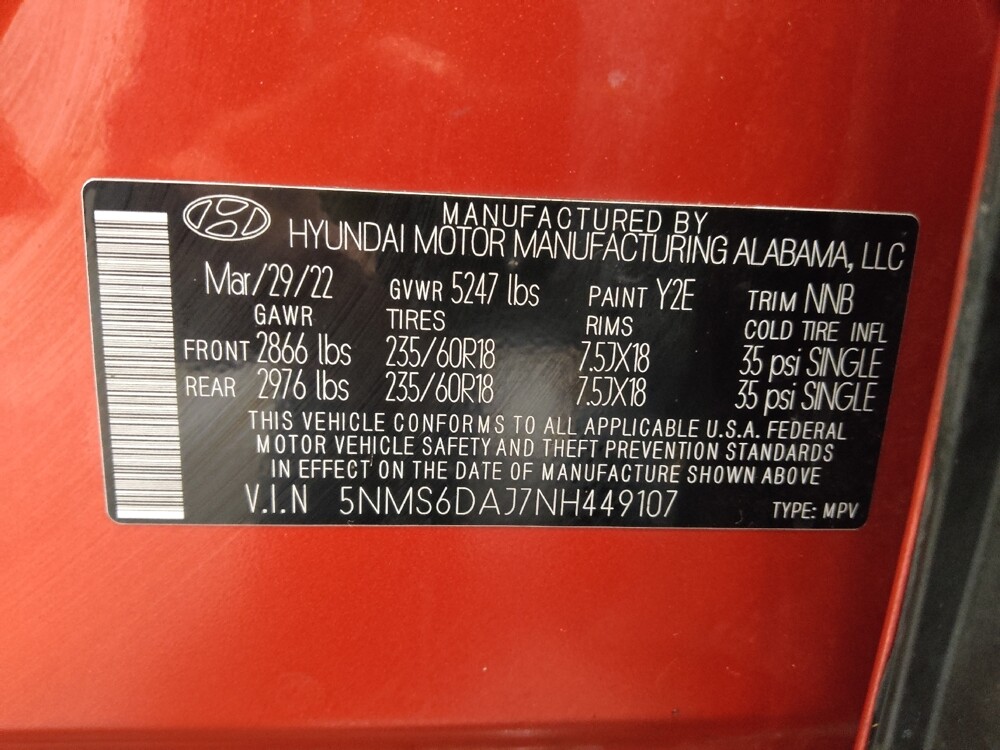 MANUFACTURED BY
HYUNDAI MOTOR MANUFACTURING ALABAMA, LLC
Mar/29/22 GVWR 5247 lbs PAINT Y2E TRIM NNB
GAWR TIRES RIMS COLD TIRE INFL
FRONT 2866 lbs 235/60R18 7.5JX18 35 psi SINGLE
REAR 2976 lbs 235/60R18 7.5JX18 35 psi SINGLE
THIS VEHICLE CONFORMS TO ALL APPLICABLE U.S.A. FEDERAL
MOTOR VEHICLE SAFETY AND THEFT PREVENTION STANDARDS
IN EFFECT ON THE DATE OF MANUFACTURE SHOWN ABOVE
V.I.N 5NMS6DAJ7NH449107 TYPE: MPV